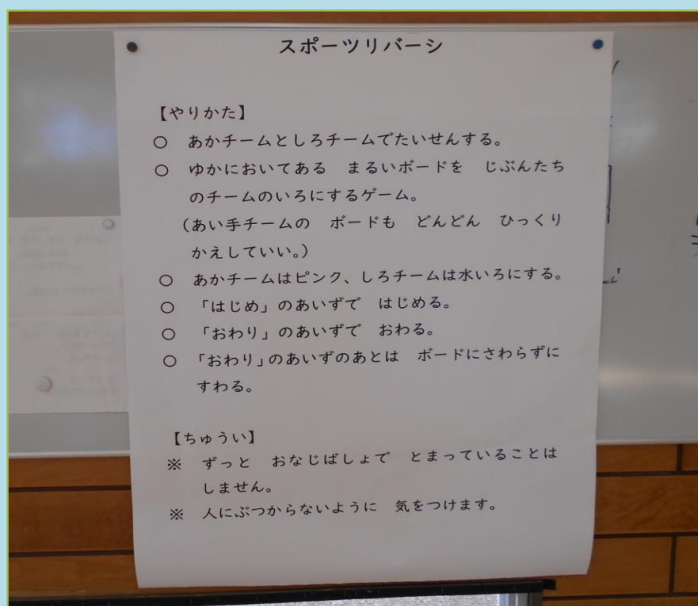 スポーツリバーシ
【やりかた】
○ あかチームとしろチームでたいせんする。
○ ゆかにおいてある まるいボードを じぶんたち
のチームのいろにするゲーム。
(あい手チームの ボードも どんどん ひっくり
かえしていい。)
○ あかチームはピンク、しろチームは水いろにする。
○ 「はじめ」のあいずで はじめる。
○ 「おわり」のあいずで おわる。
○ 「おわり」のあいずのあとは ボードにさわらずに
すわる。
【ちゅうい】
※ ずっと おなじばしょで とまっていることは
しません。
※ 人にぶつからないように 気をつけます。